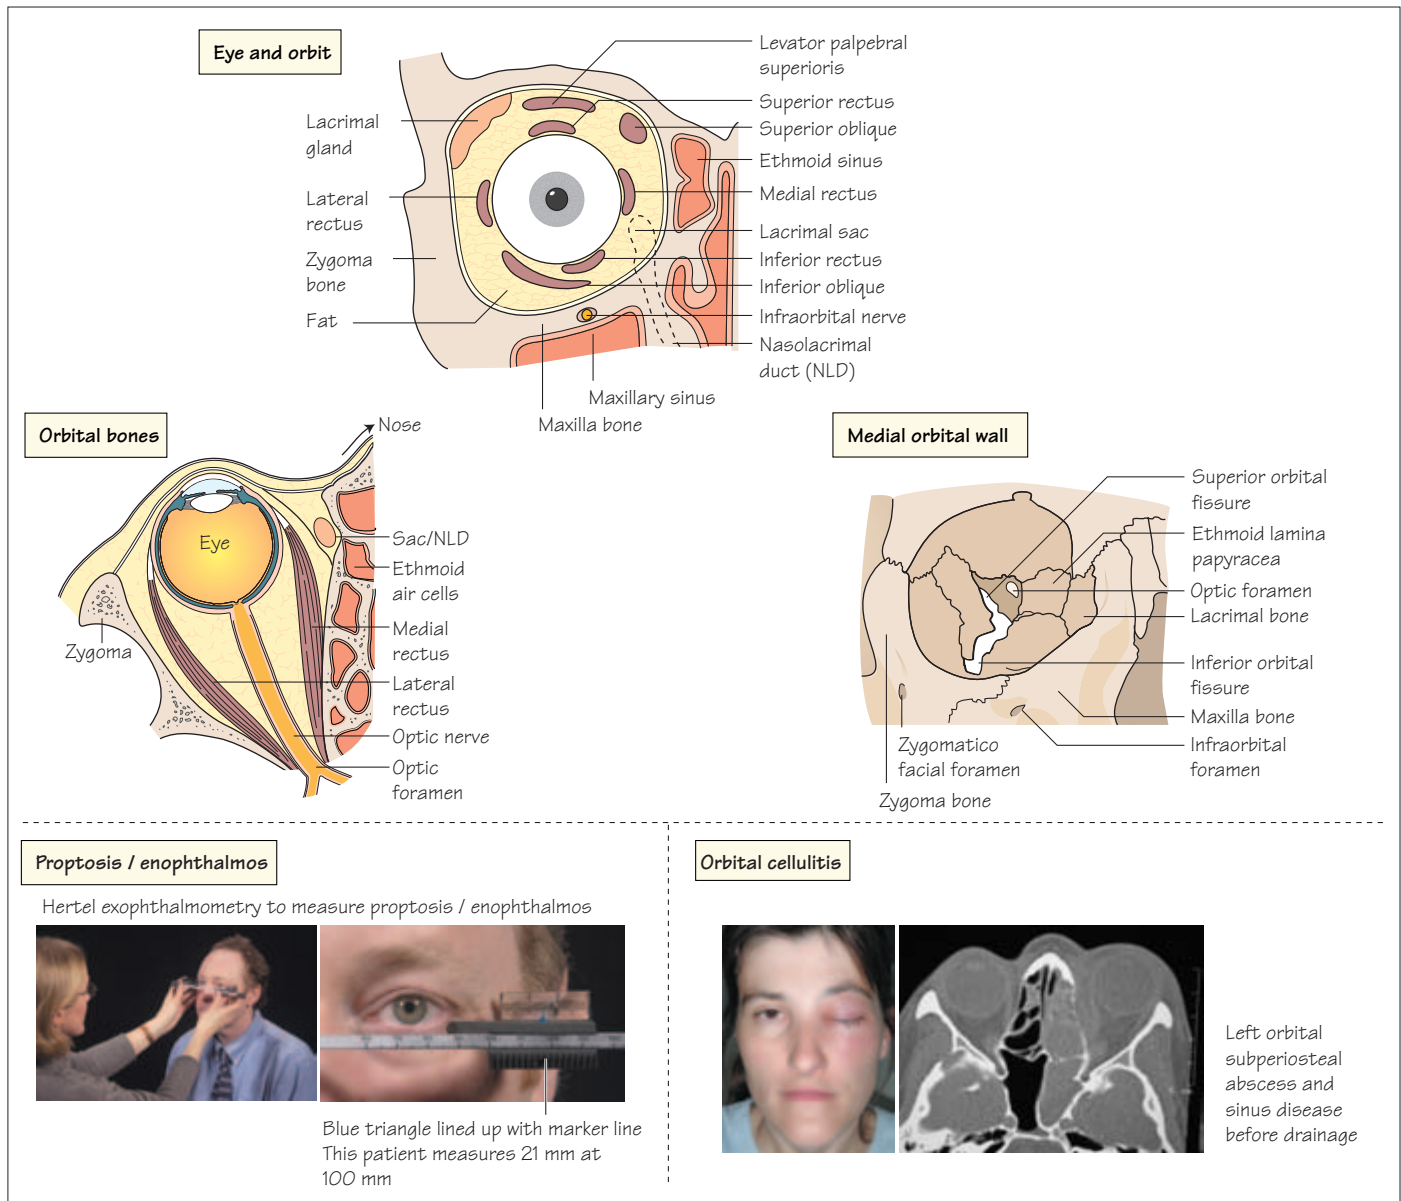 Eye and orbit
Levator palpebral
superioris
Superior rectus
Superior oblique
Ethmoid sinus
Medial rectus
Lacrimal sac
Inferior rectus
Inferior oblique
Infraorbital nerve
Nasolacrimal
duct (NLD)
Lacrimal
gland
Lateral
rectus
Zygoma
bone
Fat
Maxillary sinus
Maxilla bone
Orbital bones
Nose
Eye
Sac/NLD
Ethmoid
air cells
Medial
rectus
Lateral
rectus
Optic nerve
Optic
foramen
Zygoma
Medial orbital wall
Superior orbital
fissure
Ethmoid lamina
papyracea
Optic foramen
Lacrimal bone
Inferior orbital
fissure
Maxilla bone
Infraorbital
foramen
Zygomatico
facial foramen
Zygoma bone
Proptosis / enophthalmos
Hertel exophthalmometry to measure proptosis / enophthalmos
Blue triangle lined up with marker line
This patient measures 21 mm at
100 mm
Orbital cellulitis
Left orbital
subperiosteal
abscess and
sinus disease
before drainage